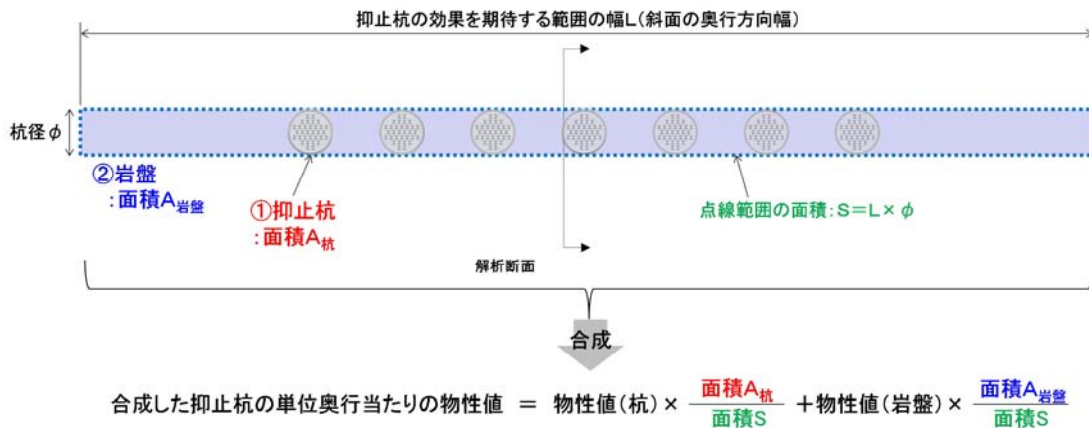 抑止杭の効果を期待する範囲の幅L(斜面の奥行方向幅)
杭径φ
②岩盤
:面積A岩盤
①抑止杭
:面積A杭
点線範囲の面積:S=L×φ
解析断面
合成
合成した抑止杭の単位奥行当たりの物性値 = 物性値(杭)× 面積A杭/面積S +物性値(岩盤)× 面積A岩盤/面積S